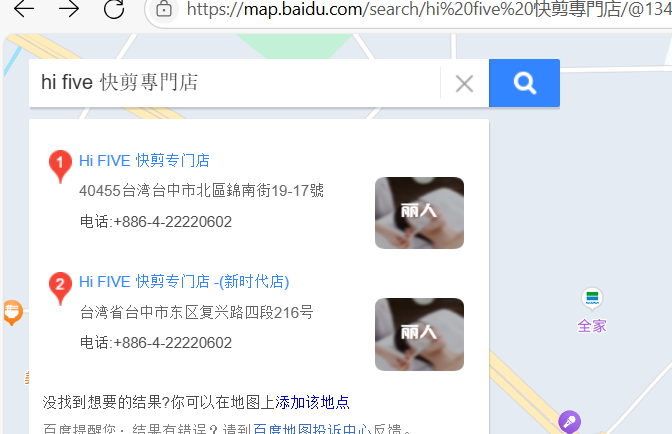 https://map.baidu.com/search/hi%20five%20快剪專門店/@134
hi five 快剪專門店
1
Hi FIVE 快剪专门店
40455台湾台中市北區錦南街19-17號
电话:+886-4-22220602
丽人
2
Hi FIVE 快剪专门店 -(新时代店)
台湾省台中市东区复兴路四段216号
电话:+886-4-22220602
丽人
全家
没找到想要的结果?你可以在地图上添加该地点
百度提醒您：结果有错误？请到百度地图投诉中心反馈。